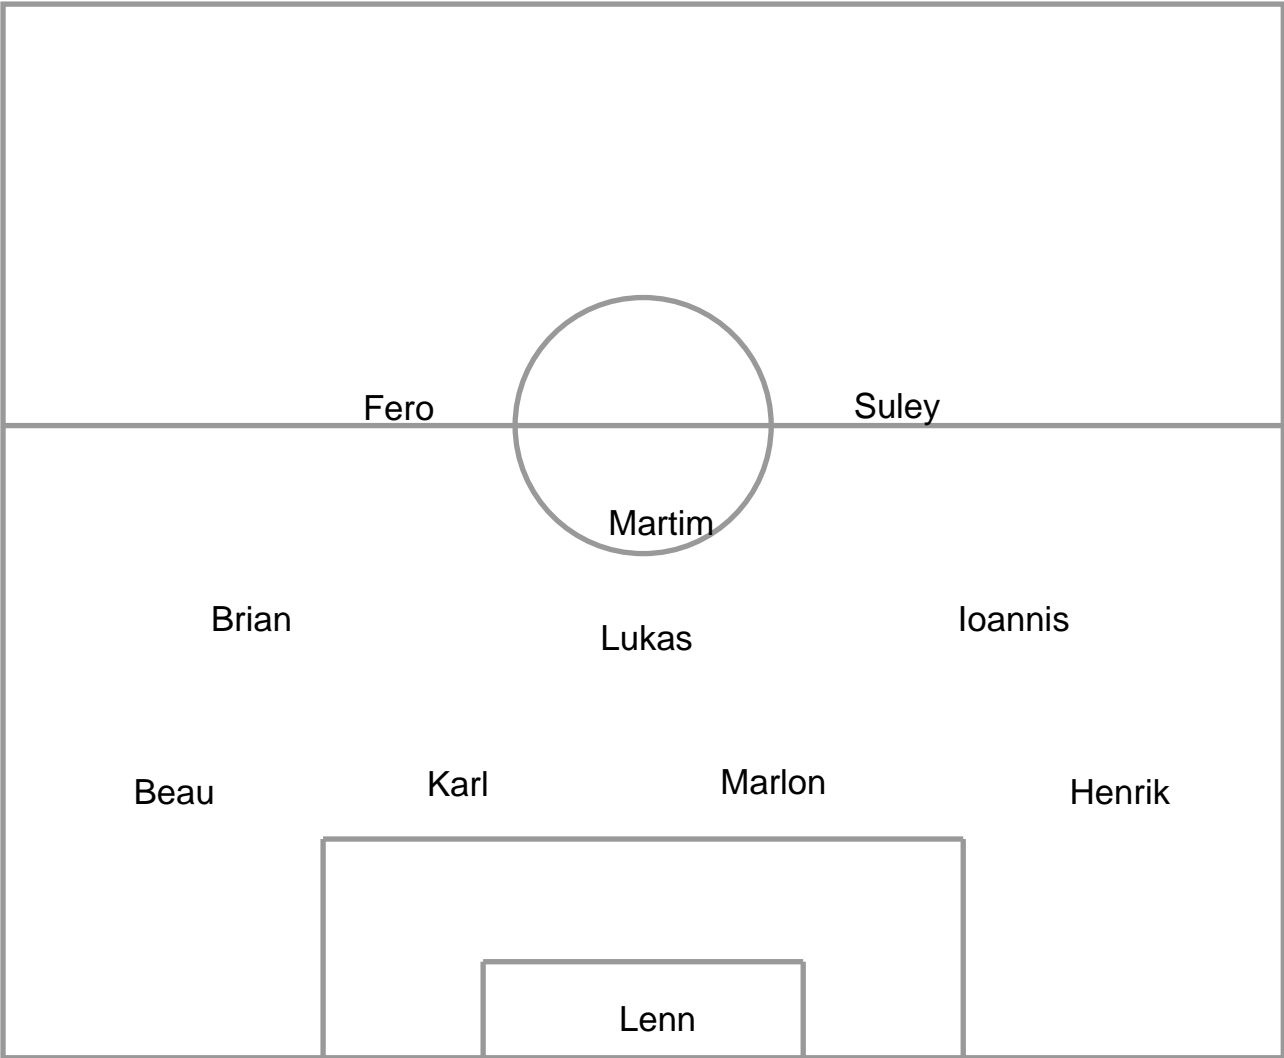 Fero Suley
Martim
Brian Lukas Ioannis
Beau Karl Marlon Henrik
Lenn